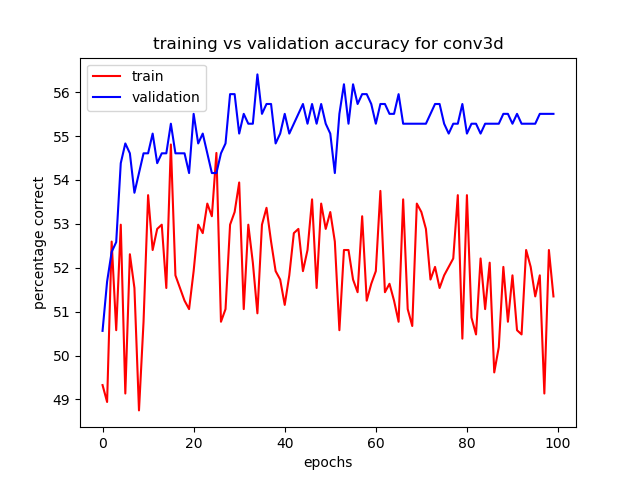 training vs validation accuracy for conv3d
train
validation
percentage correct
56
55
54
53
52
51
50
49
0 20 40 60 80 100
epochs